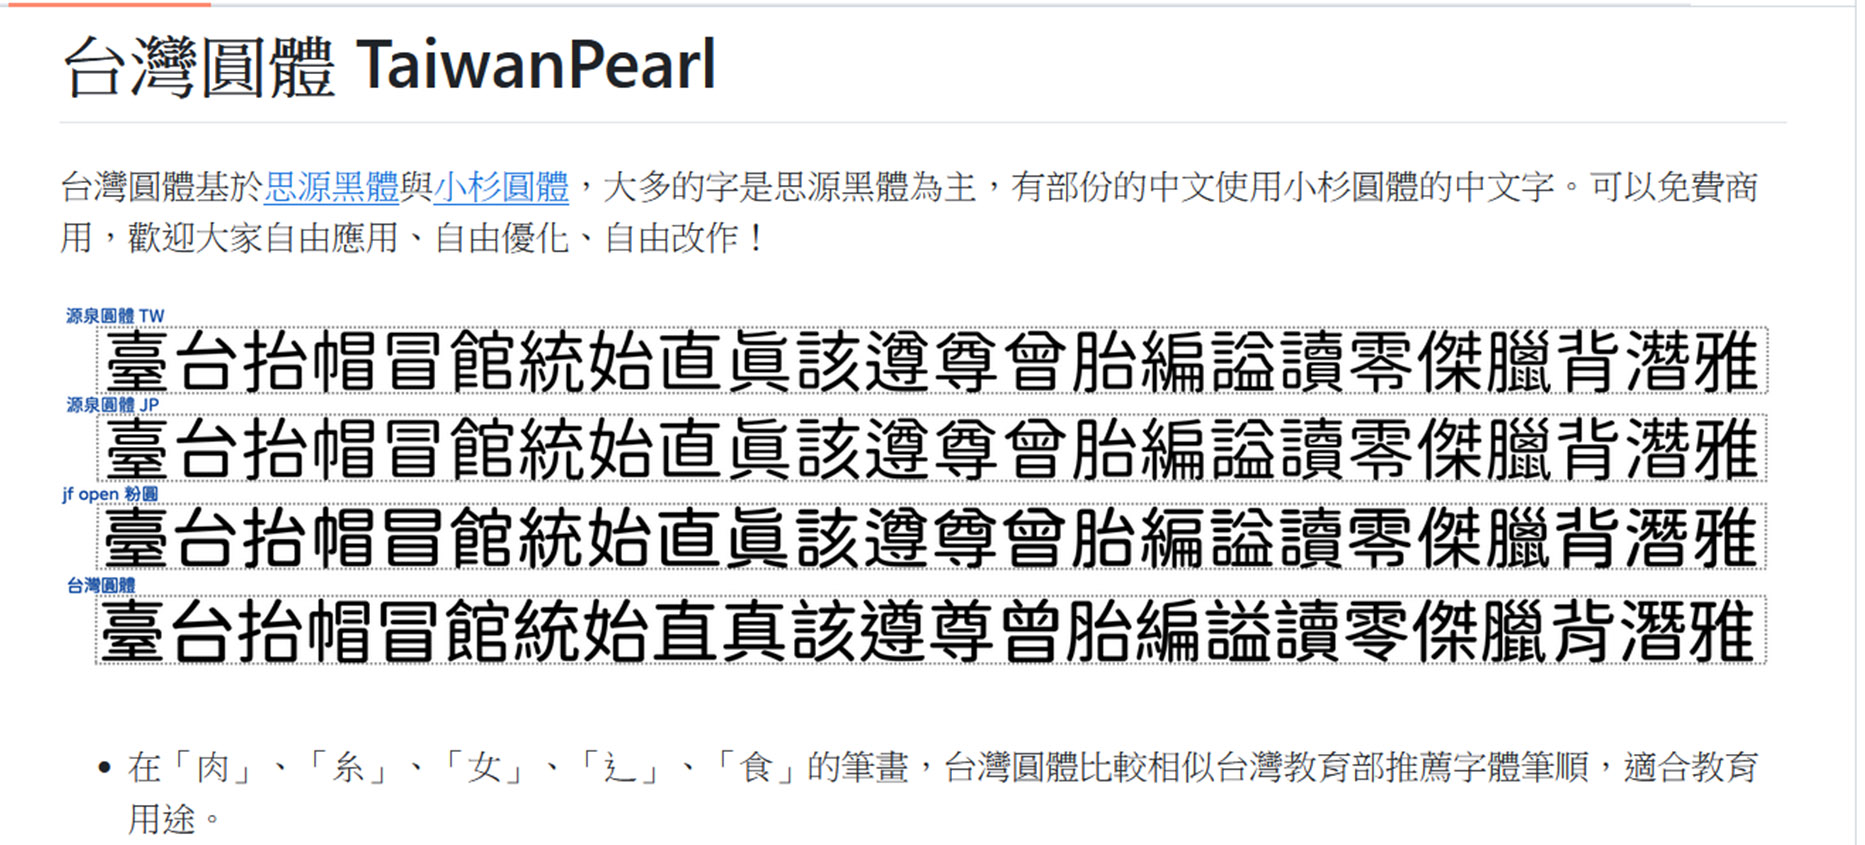 台灣圓體 TaiwanPearl
台灣圓體基於思源黑體與小杉圓體，大多的字是思源黑體為主，有部份的中文使用小杉圓體的中文字。可以免費商
用，歡迎大家自由應用、自由優化、自由改作！
源泉圓體 TW
臺台抬帽冒館統始直眞該遵尊曾胎編謚讀零傑臘背潛雅
源泉圓體 JP
臺台抬帽冒館統始直眞該遵尊曾胎編謚讀零傑臘背潛雅
jf open 粉圓
臺台抬帽冒館統始直眞該遵尊曾胎編謚讀零傑臘背潛雅
台灣圓體
臺台抬帽冒館統始直真該遵尊曾胎編謚讀零傑臘背潛雅
• 在「肉」、「糸」、「女」、「辶」、「食」的筆畫，台灣圓體比較相似台灣教育部推薦字體筆順，適合教育
用途。